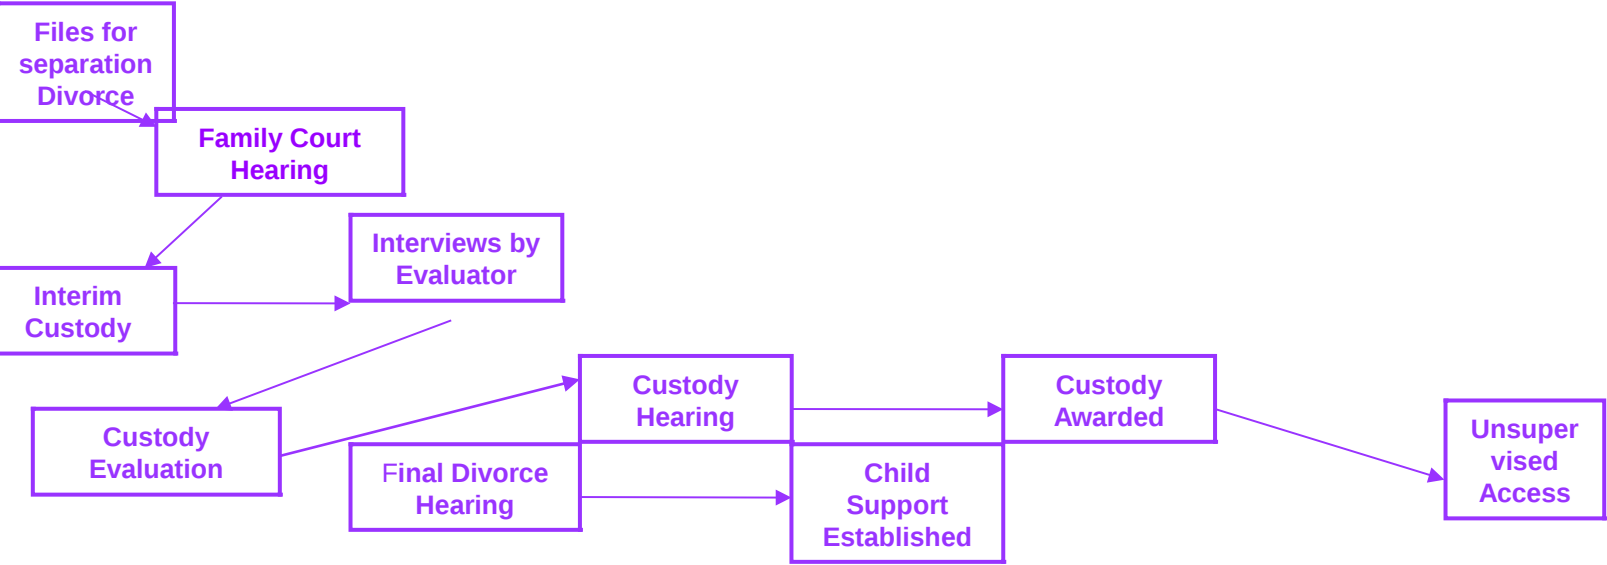 Files for
separation
Divorce
Family Court
Hearing
Interviews by
Evaluator
Interim
Custody
Custody
Hearing
Custody
Awarded
Unsuper
vised
Access
Custody
Evaluation
Final Divorce
Hearing
Child
Support
Established